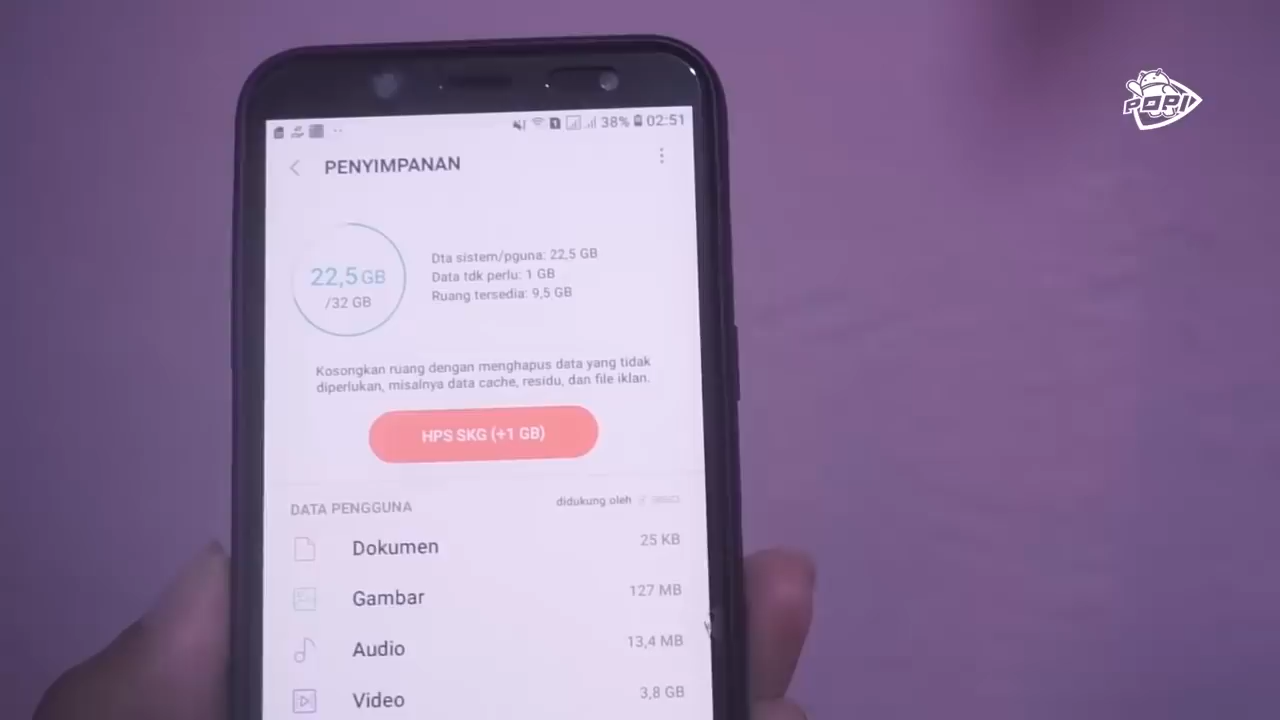 POPI
38% 02:51
PENYIMPANAN
22,5 GB
/32 GB
Dta sistem/pguna: 22,5 GB
Data tdk perlu: 1 GB
Ruang tersedia: 9,5 GB
Kosongkan ruang dengan menghapus data yang tidak
diperlukan, misalnya data cache, residu, dan file iklan.
HPS SKG (+1 GB)
DATA PENGGUNA
didukung oleh
Dokumen 25 KB
Gambar 127 MB
Audio 13,4 MB
Video 3,8 GB